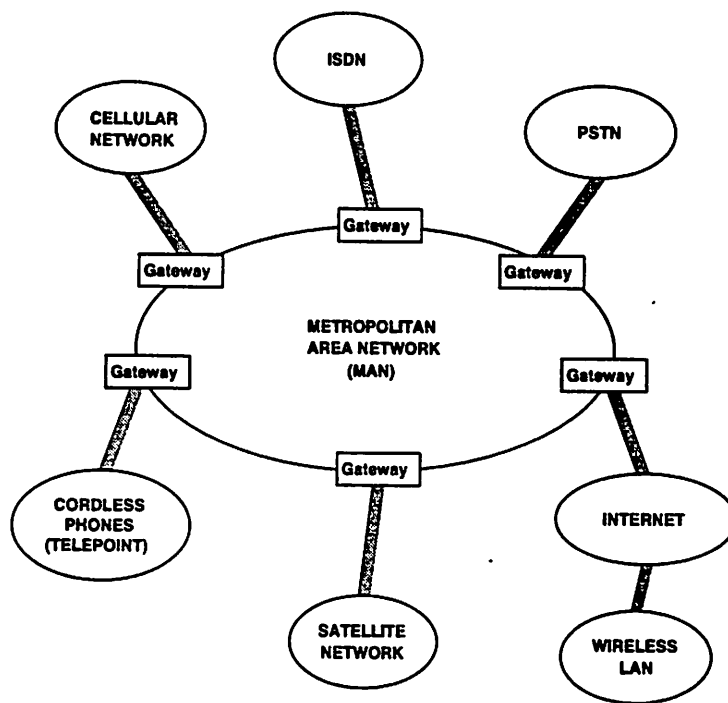 ISDN
CELLULAR
NETWORK
PSTN
Gateway
Gateway
Gateway
METROPOLITAN
AREA NETWORK
(MAN)
Gateway
Gateway
Gateway
CORDLESS
PHONES
(TELEPOINT)
INTERNET
SATELLITE
NETWORK
WIRELESS
LAN